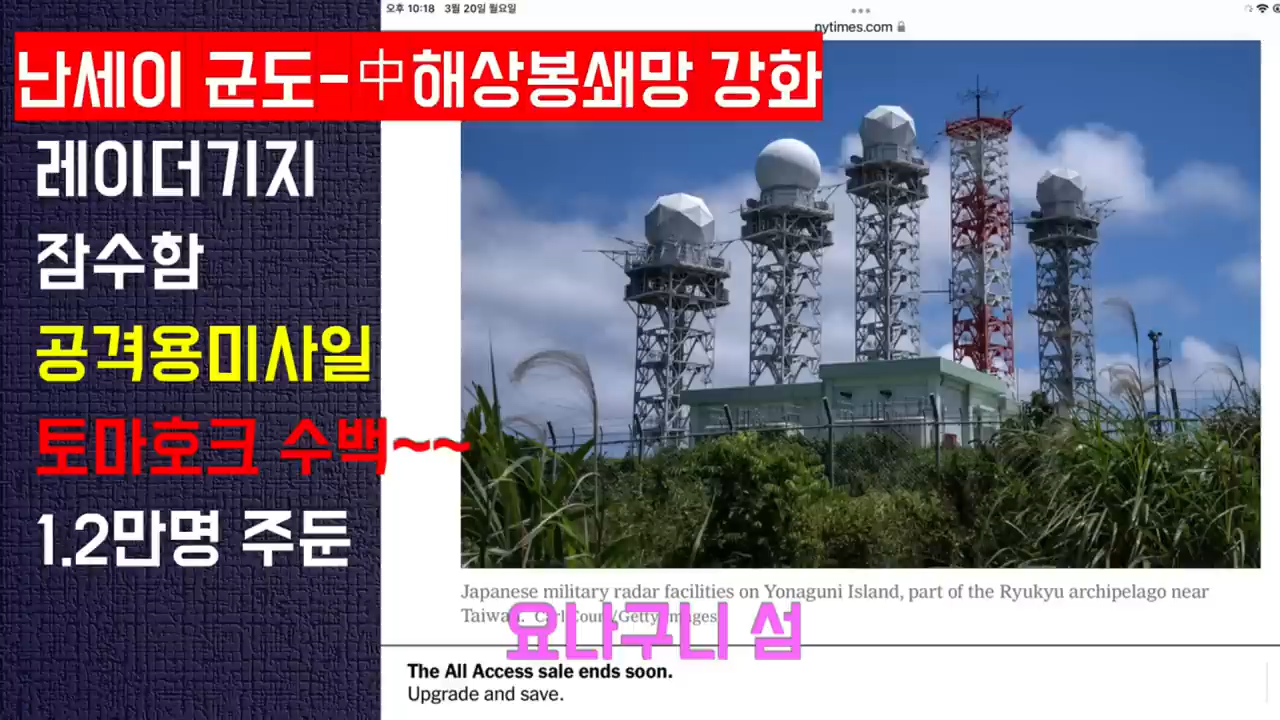 오후 10:18 3월 20일 월요일
nytimes.com
난세이 군도-中해상봉쇄망 강화
레이더기지
잠수함
공격용미사일
토마호크 수백~~
1.2만명 주둔
Japanese military radar facilities on Yonaguni Island, part of the Ryukyu archipelago near
Taiwan. Carl Court/Getty Images
요나구니 섬
The All Access sale ends soon.
Upgrade and save.